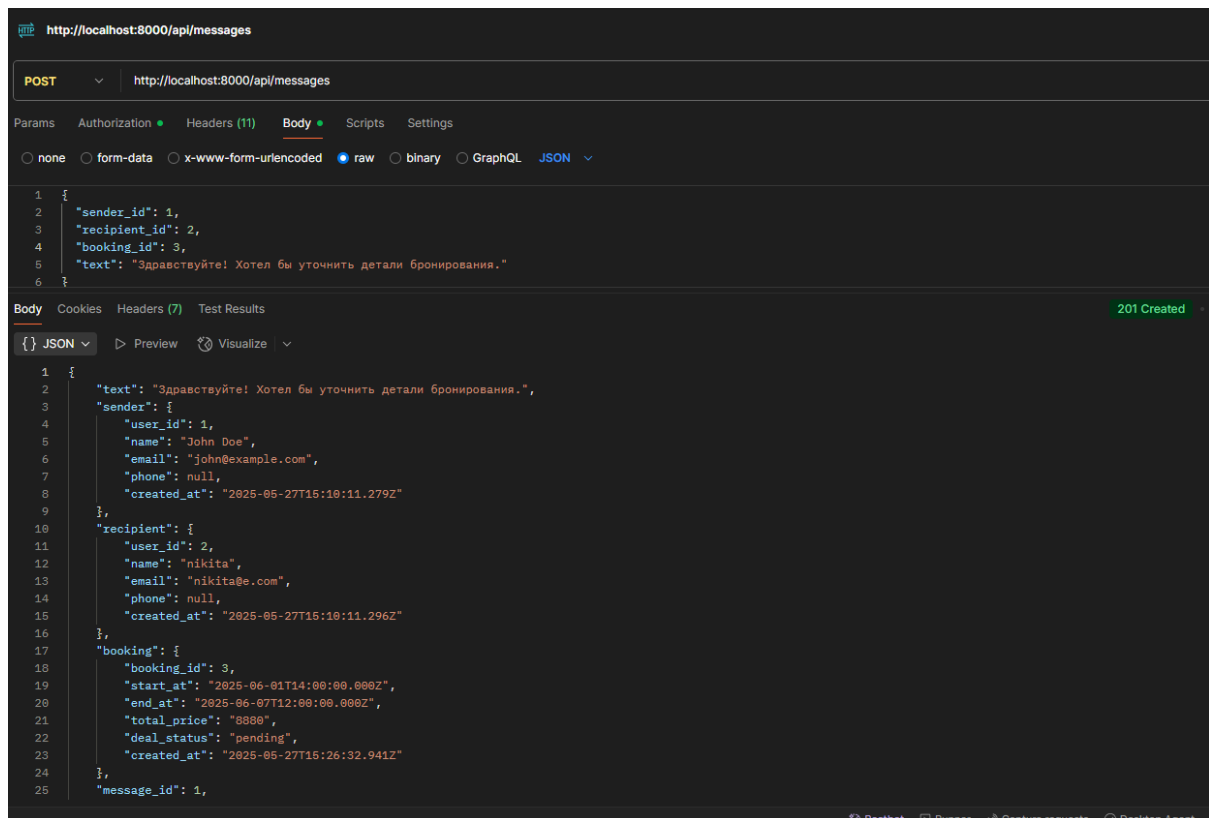 HTTP http://localhost:8000/api/messages
POST http://localhost:8000/api/messages
Params Authorization Headers (11) Body Scripts Settings
none form-data x-www-form-urlencoded raw binary GraphQL JSON
1 {
2 "sender_id": 1,
3 "recipient_id": 2,
4 "booking_id": 3,
5 "text": "Здравствуйте! Хотел бы уточнить детали бронирования."
6 }
Body Cookies Headers (7) Test Results 201 Created
{} JSON Preview Visualize
1 {
2 "text": "Здравствуйте! Хотел бы уточнить детали бронирования.",
3 "sender": {
4 "user_id": 1,
5 "name": "John Doe",
6 "email": "john@example.com",
7 "phone": null,
8 "created_at": "2025-05-27T15:10:11.279Z"
9 },
10 "recipient": {
11 "user_id": 2,
12 "name": "nikita",
13 "email": "nikita@e.com",
14 "phone": null,
15 "created_at": "2025-05-27T15:10:11.296Z"
16 },
17 "booking": {
18 "booking_id": 3,
19 "start_at": "2025-06-01T14:00:00.000Z",
20 "end_at": "2025-06-07T12:00:00.000Z",
21 "total_price": "8880",
22 "deal_status": "pending",
23 "created_at": "2025-05-27T15:26:32.941Z"
24 },
25 "message_id": 1,